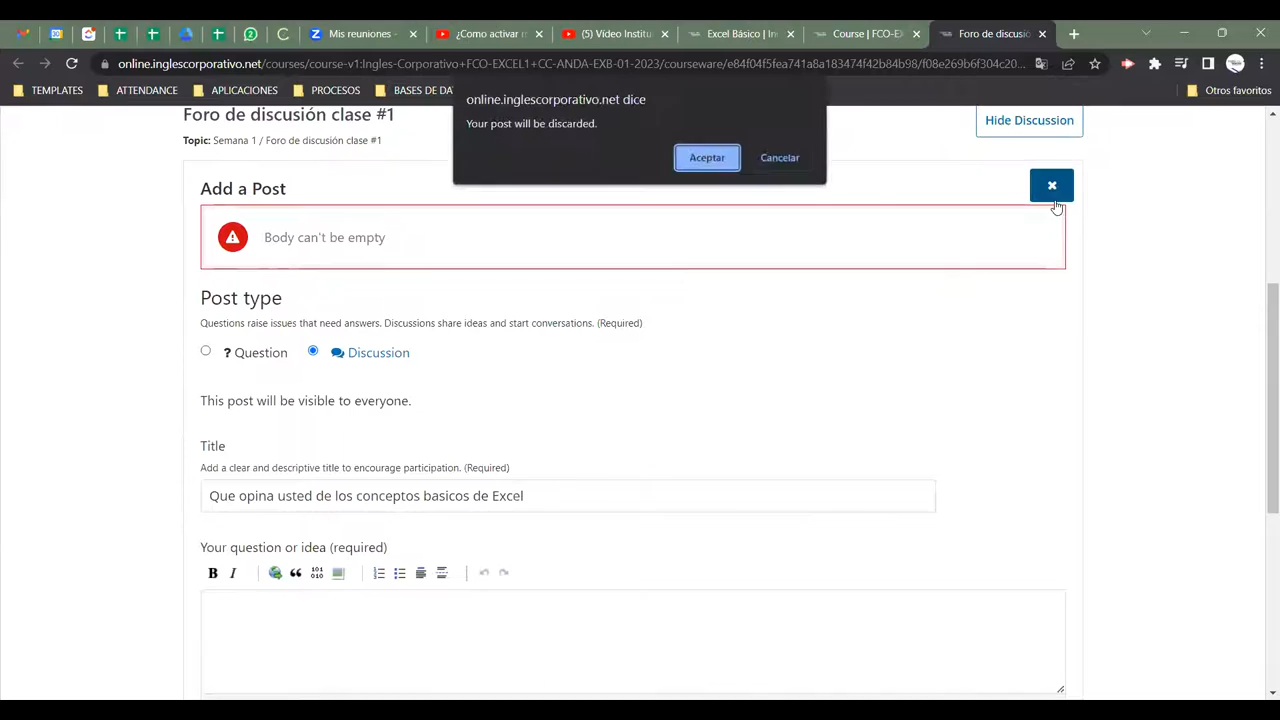 Mis reuniones -
¿Como activar m
(5) Video Institu
Excel Básico | In
Course | FCO-EX
Foro de discusió
online.inglescorporativo.net/courses/course-v1:Ingles-Corporativo+FCO-EXCEL1+CC-ANDA-EXB-01-2023/courseware/e84f04f5fea741a8a183474f42b84b98/f08e269b6f304c20...
TEMPLATES
ATTENDANCE
APLICACIONES
PROCESOS
BASES DE DA
Otros favoritos
online.inglescorporativo.net dice
Your post will be discarded.
Aceptar
Cancelar
Foro de discusión clase #1
Hide Discussion
Topic: Semana 1 / Foro de discusión clase #1
Add a Post
Body can't be empty
Post type
Questions raise issues that need answers. Discussions share ideas and start conversations. (Required)
? Question
Discussion
This post will be visible to everyone.
Title
Add a clear and descriptive title to encourage participation. (Required)
Que opina usted de los conceptos basicos de Excel
Your question or idea (required)
B I
101
010